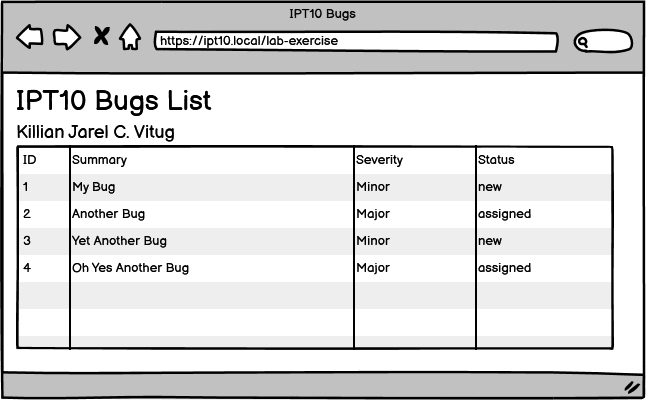 IPT10 Bugs
https://ipt10.local/lab-exercise
IPT10 Bugs List
Killian Jarel C. Vitug
ID Summary Severity Status
1 My Bug Minor new
2 Another Bug Major assigned
3 Yet Another Bug Minor new
4 Oh Yes Another Bug Major assigned